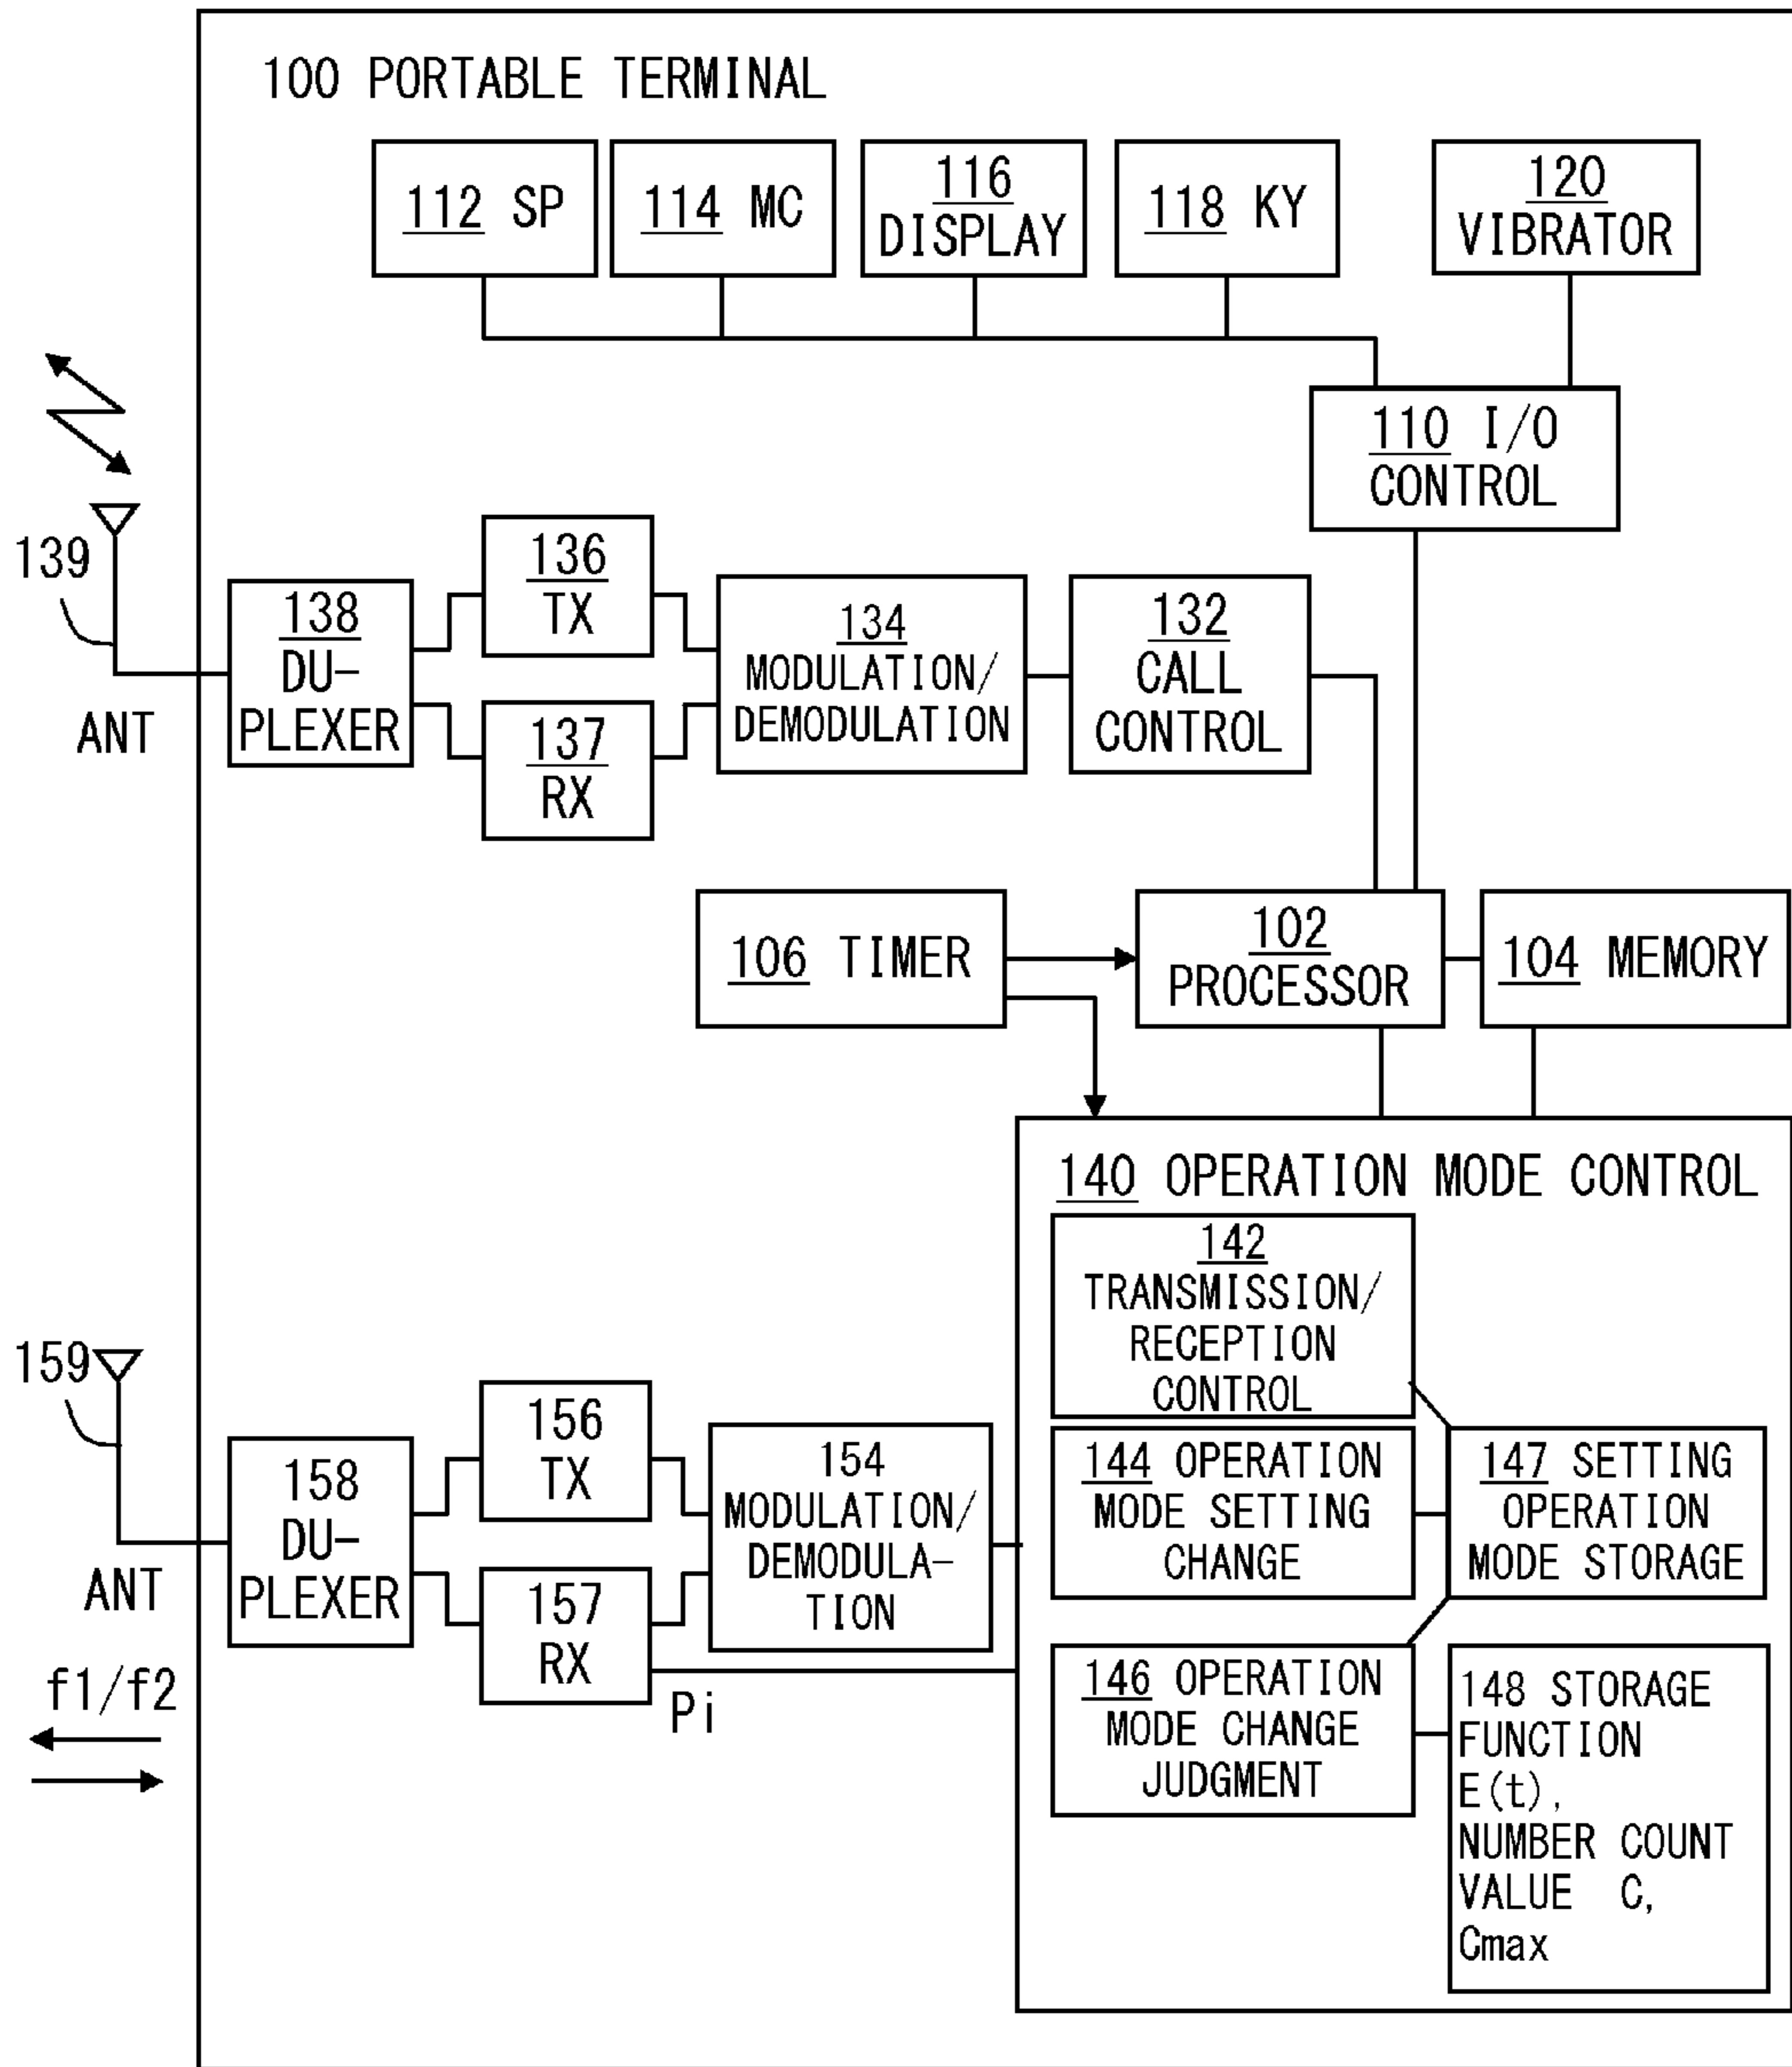 100 PORTABLE TERMINAL
112 SP
114 MC
116
DISPLAY
118 KY
120
VIBRATOR
110 I/O
CONTROL
139
ANT
138
DU-
PLEXER
136
TX
137
RX
134
MODULATION/
DEMODULATION
132
CALL
CONTROL
106 TIMER
102
PROCESSOR
104 MEMORY
140 OPERATION MODE CONTROL
142
TRANSMISSION/
RECEPTION
CONTROL
144 OPERATION
MODE SETTING
CHANGE
147 SETTING
OPERATION
MODE STORAGE
146 OPERATION
MODE CHANGE
JUDGMENT
148 STORAGE
FUNCTION
E(t),
NUMBER COUNT
VALUE C,
Cmax
159
ANT
158
DU-
PLEXER
156
TX
157
RX
154
MODULATION/
DEMODULA-
TION
Pi
f1/f2